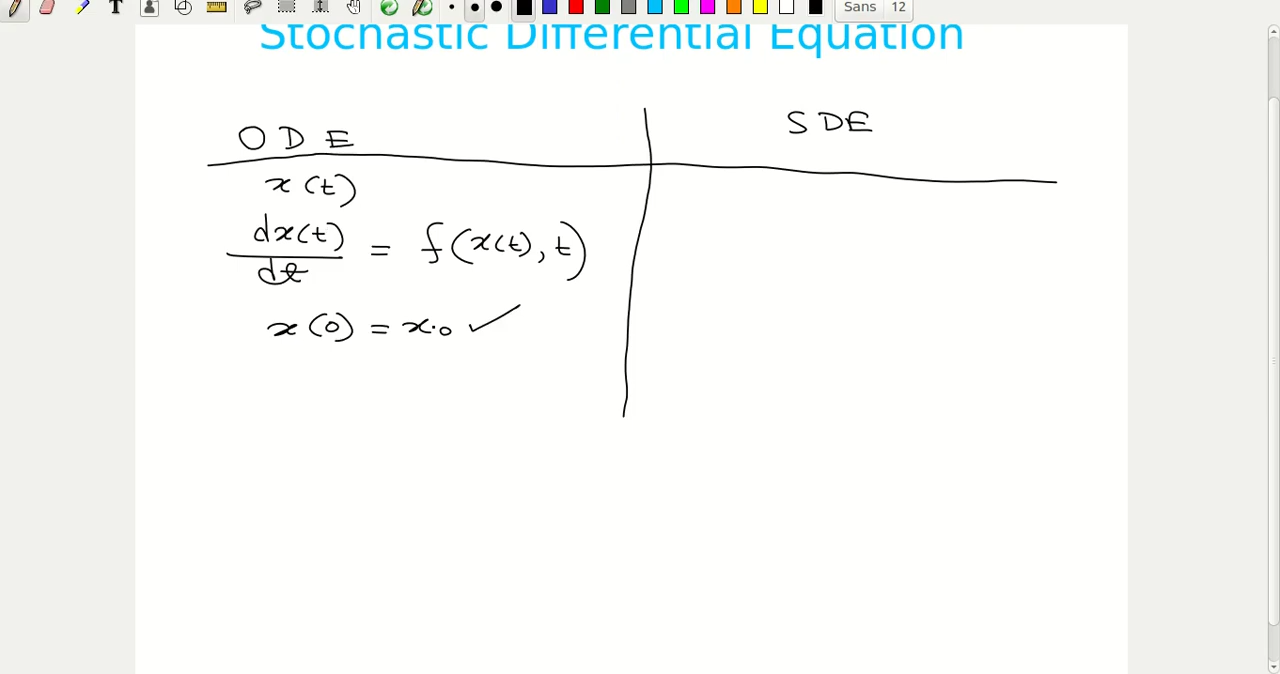 Sans 12
Stochastic Differential Equation
ODE
x(t)
dx(t)/dt = f(x(t), t)
x(0) = x₀ ✓
SDE